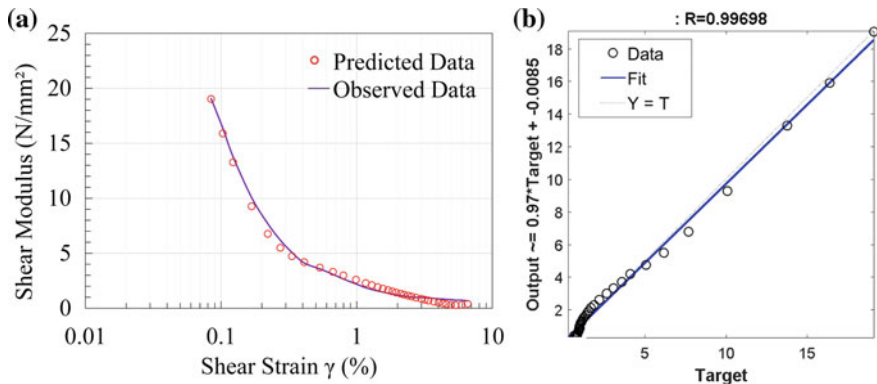 (a)
Shear Modulus (N/mm²)
25
20
15
10
5
0
0.01
0.1
1
10
Shear Strain γ (%)
Predicted Data
Observed Data
(b)
: R=0.99698
Output ~= 0.97*Target + -0.0085
18
16
14
12
10
8
6
4
2
5
10
15
Target
Data
Fit
Y = T